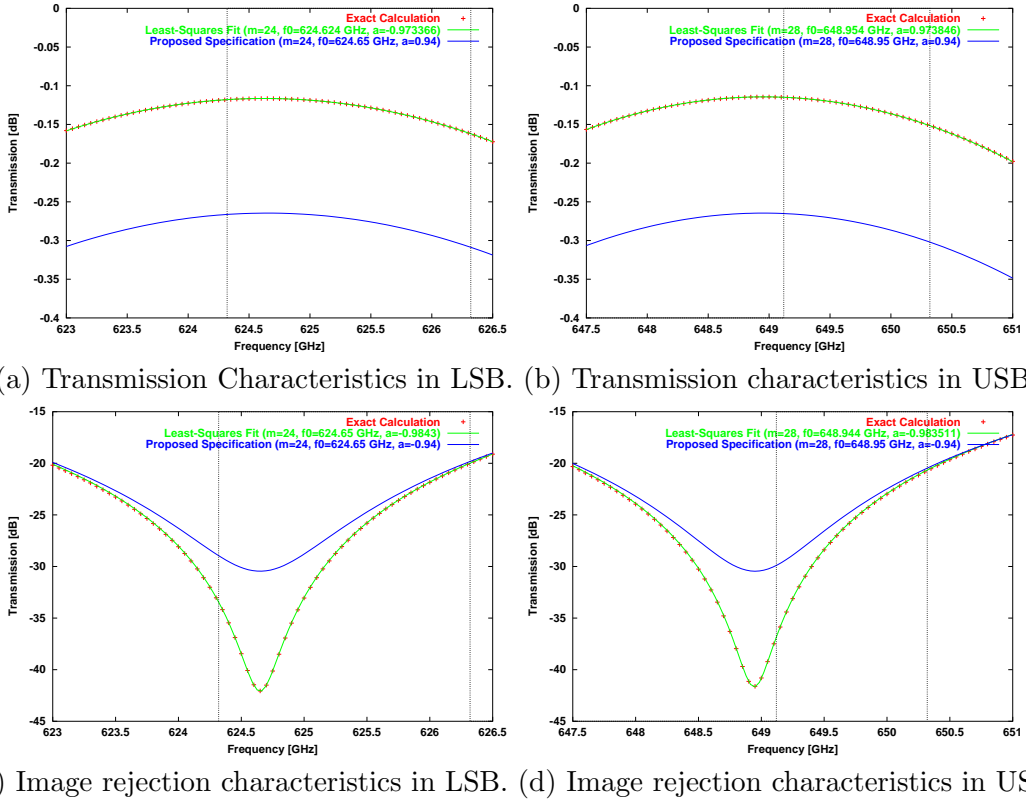 0
-0.05
-0.1
-0.15
-0.2
-0.25
-0.3
-0.35
-0.4
Transmission [dB]
Exact Calculation
Least-Squares Fit (m=24, f0=624.624 GHz, a=-0.973366)
Proposed Specification (m=24, f0=624.65 GHz, a=0.94)
623 623.5 624 624.5 625 625.5 626 626.5
Frequency [GHz]
0
-0.05
-0.1
-0.15
-0.2
-0.25
-0.3
-0.35
-0.4
Transmission [dB]
Exact Calculation
Least-Squares Fit (m=28, f0=648.954 GHz, a=0.973846)
Proposed Specification (m=28, f0=648.95 GHz, a=0.94)
647.5 648 648.5 649 649.5 650 650.5 651
Frequency [GHz]
(a) Transmission Characteristics in LSB. (b) Transmission characteristics in USB
-15
-20
-25
-30
-35
-40
-45
Transmission [dB]
Exact Calculation
Least-Squares Fit (m=24, f0=624.65 GHz, a=-0.9843)
Proposed Specification (m=24, f0=624.65 GHz, a=-0.94)
623 623.5 624 624.5 625 625.5 626 626.5
Frequency [GHz]
-15
-20
-25
-30
-35
-40
-45
Transmission [dB]
Exact Calculation
Least-Squares Fit (m=28, f0=648.944 GHz, a=-0.983511)
Proposed Specification (m=28, f0=648.95 GHz, a=-0.94)
647.5 648 648.5 649 649.5 650 650.5 651
Frequency [GHz]
) Image rejection characteristics in LSB. (d) Image rejection characteristics in US